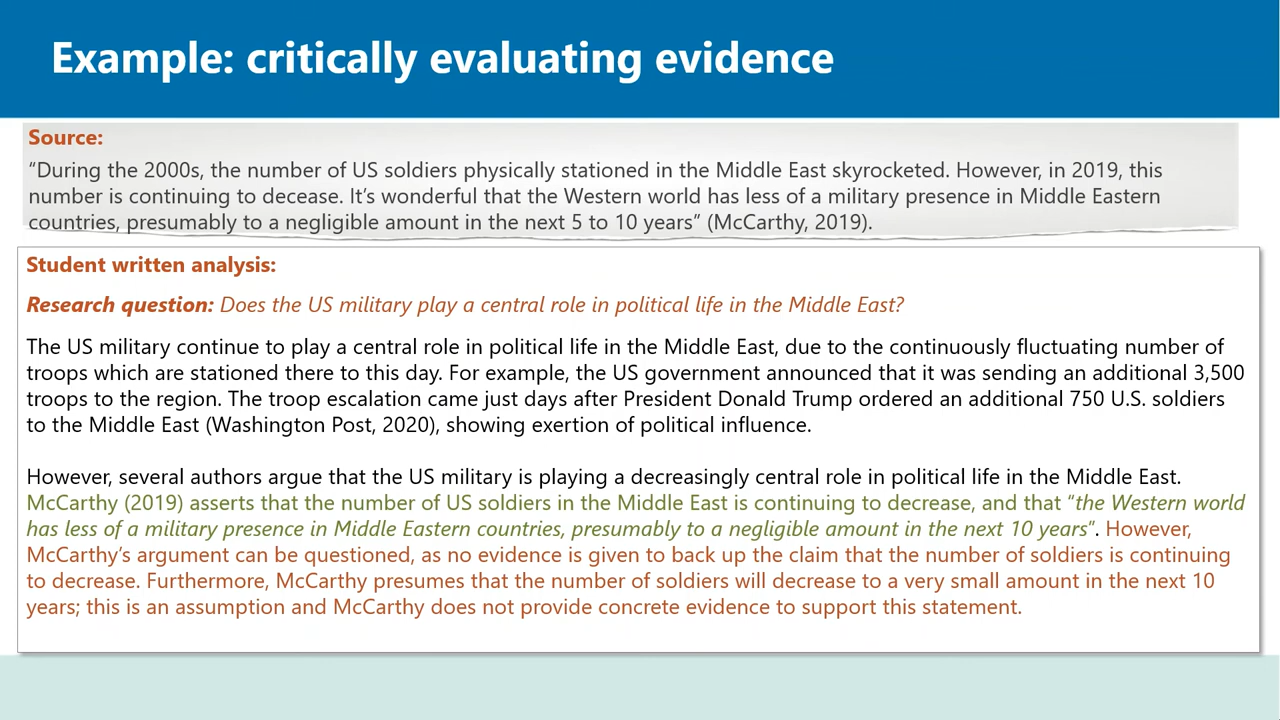 Example: critically evaluating evidence
Source:
“During the 2000s, the number of US soldiers physically stationed in the Middle East skyrocketed. However, in 2019, this
number is continuing to decease. It’s wonderful that the Western world has less of a military presence in Middle Eastern
countries, presumably to a negligible amount in the next 5 to 10 years” (McCarthy, 2019).
Student written analysis:
Research question: Does the US military play a central role in political life in the Middle East?
The US military continue to play a central role in political life in the Middle East, due to the continuously fluctuating number of
troops which are stationed there to this day. For example, the US government announced that it was sending an additional 3,500
troops to the region. The troop escalation came just days after President Donald Trump ordered an additional 750 U.S. soldiers
to the Middle East (Washington Post, 2020), showing exertion of political influence.
However, several authors argue that the US military is playing a decreasingly central role in political life in the Middle East.
McCarthy (2019) asserts that the number of US soldiers in the Middle East is continuing to decrease, and that “the Western world
has less of a military presence in Middle Eastern countries, presumably to a negligible amount in the next 10 years”. However,
McCarthy’s argument can be questioned, as no evidence is given to back up the claim that the number of soldiers is continuing
to decrease. Furthermore, McCarthy presumes that the number of soldiers will decrease to a very small amount in the next 10
years; this is an assumption and McCarthy does not provide concrete evidence to support this statement.